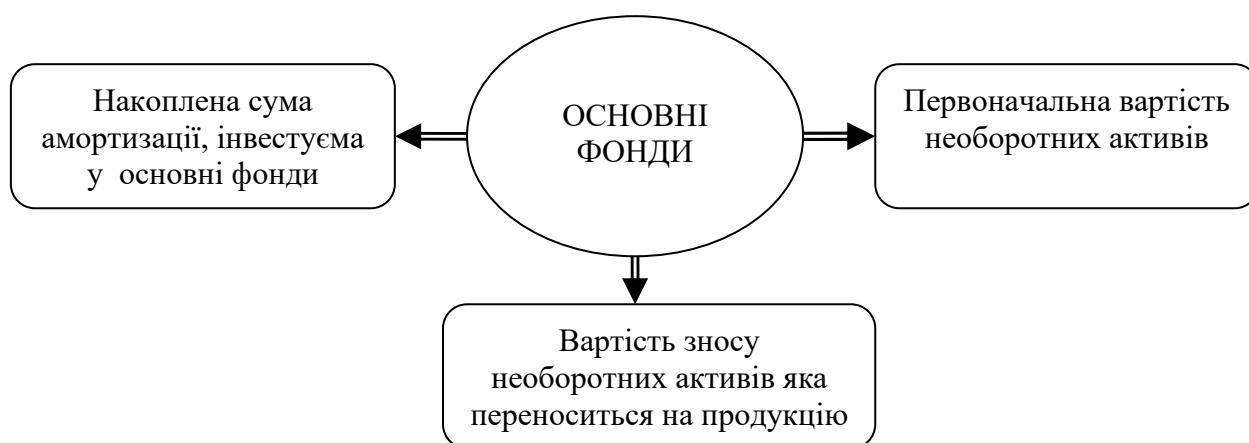 Накоплена сума
амортизації, інвестуєма
у основні фонди
ОСНОВНІ
ФОНДИ
Первоначальна вартість
необоротних активів
Вартість зносу
необоротних активів яка
переноситься на продукцію